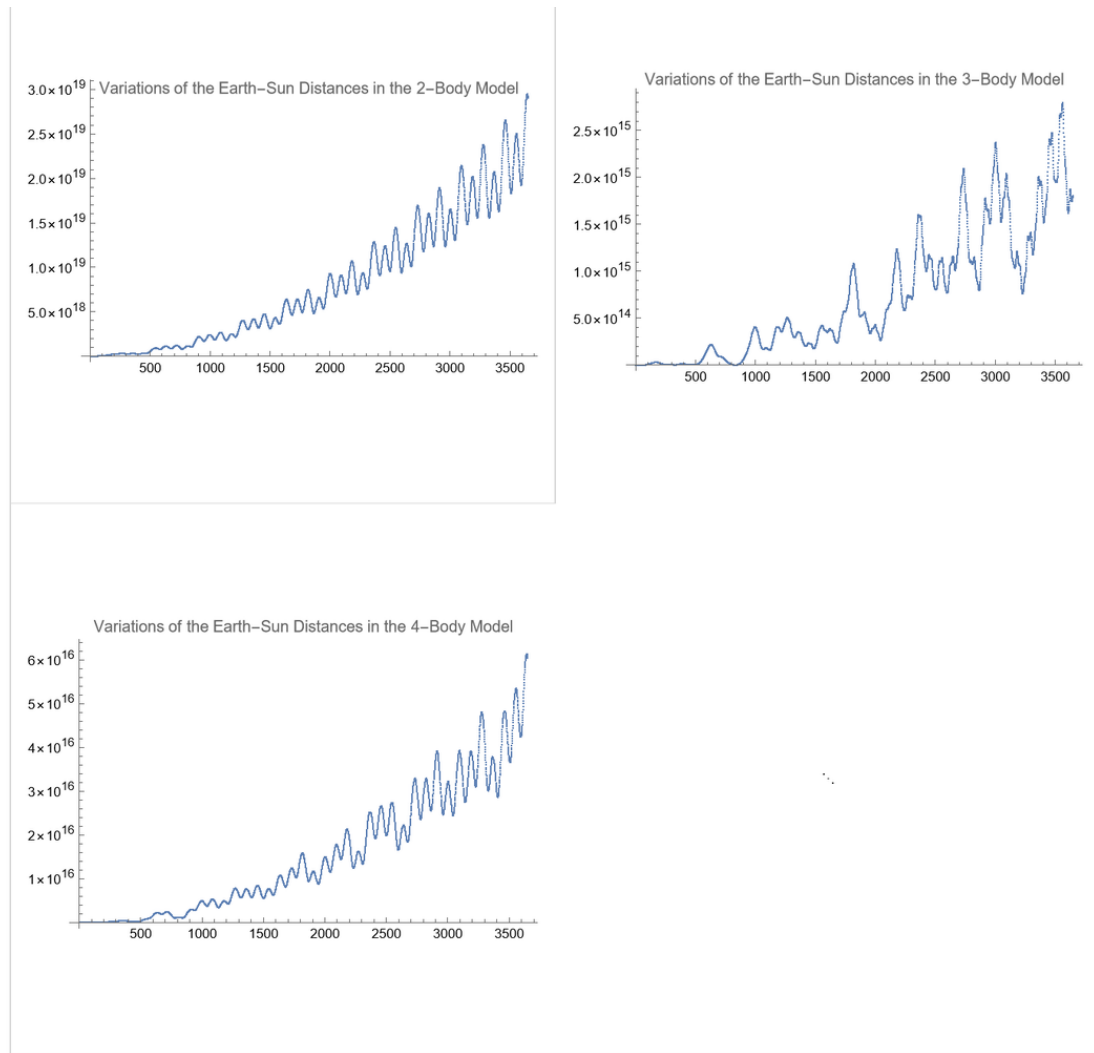 Variations of the Earth–Sun Distances in the 2–Body Model
3.0×10^19
2.5×10^19
2.0×10^19
1.5×10^19
1.0×10^19
5.0×10^18
500 1000 1500 2000 2500 3000 3500
Variations of the Earth–Sun Distances in the 3–Body Model
2.5×10^15
2.0×10^15
1.5×10^15
1.0×10^15
5.0×10^14
500 1000 1500 2000 2500 3000 3500
Variations of the Earth–Sun Distances in the 4–Body Model
6×10^16
5×10^16
4×10^16
3×10^16
2×10^16
1×10^16
500 1000 1500 2000 2500 3000 3500